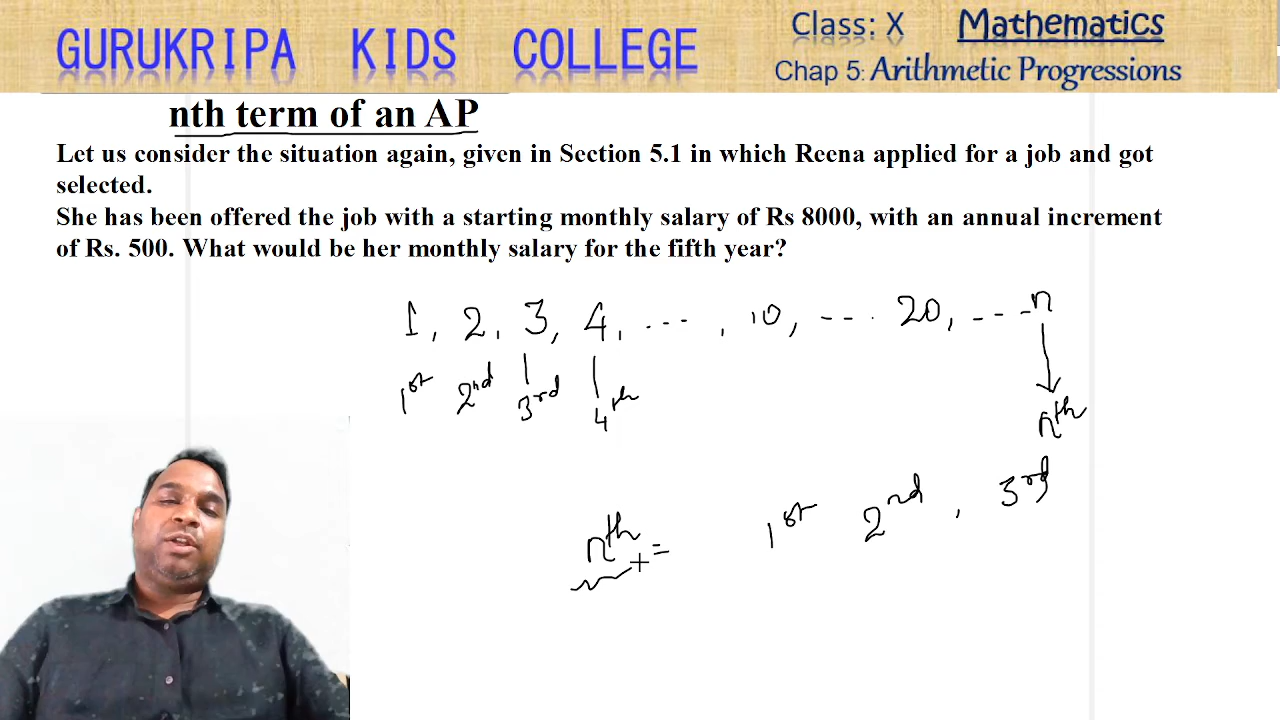 GURUKRIPA KIDS COLLEGE
Class: X Mathematics
Chap 5: Arithmetic Progressions
nth term of an AP
Let us consider the situation again, given in Section 5.1 in which Reena applied for a job and got
selected.
She has been offered the job with a starting monthly salary of Rs 8000, with an annual increment
of Rs. 500. What would be her monthly salary for the fifth year?
1, 2, 3, 4, ... , 10, --- 20, --- n
1st 2nd 3rd 4th nth
nth = 1st 2nd , 3rd